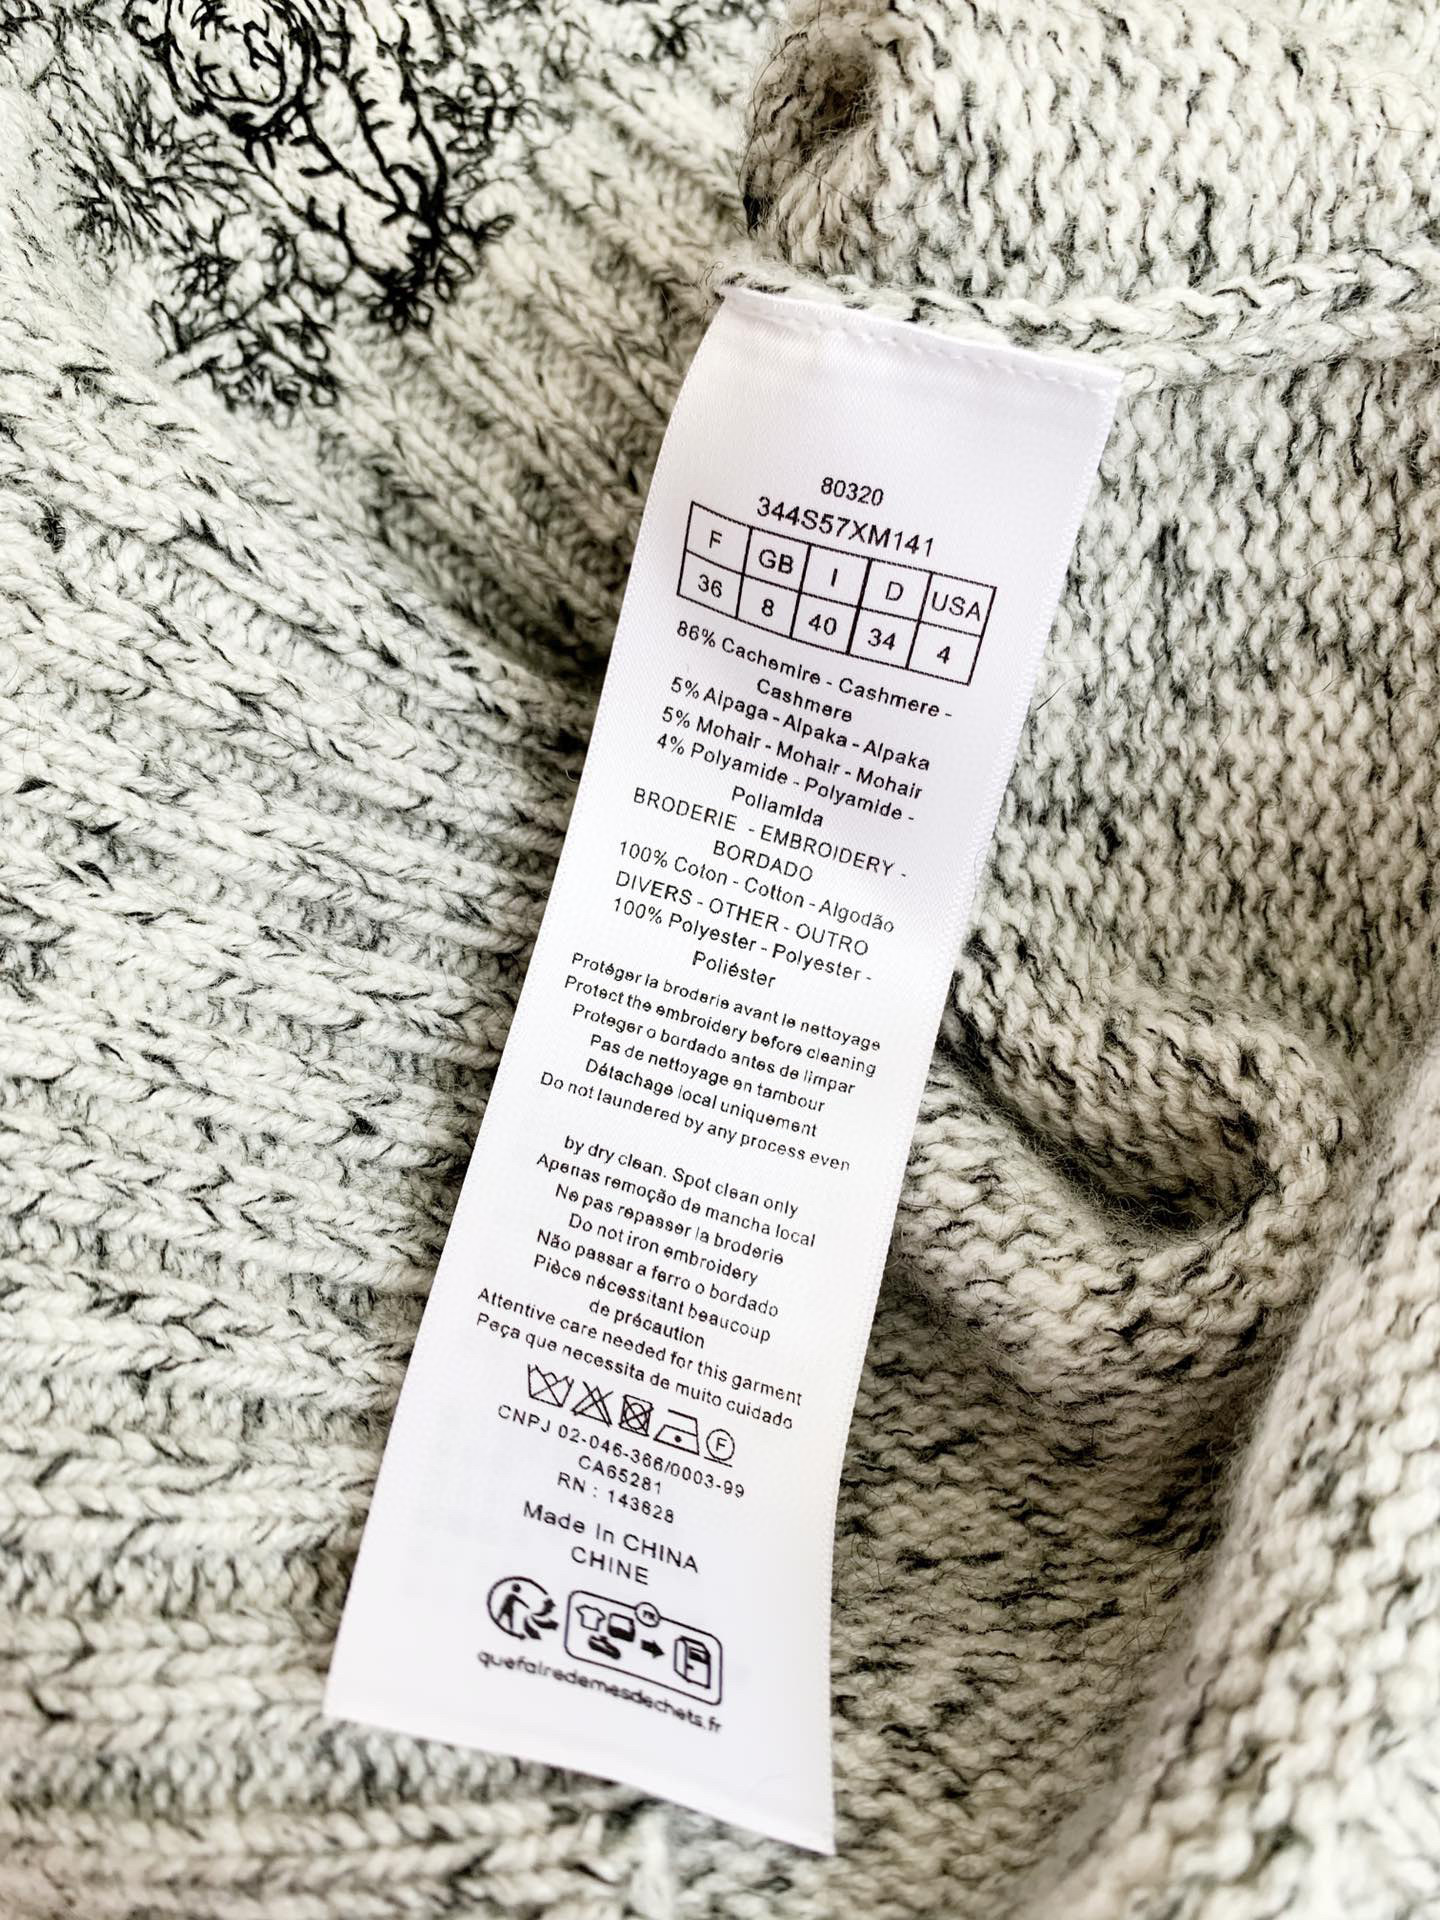 80320
344S57XM141
F GB I D USA
36 8 40 34 4
86% Cachemire - Cashmere -
Cashmere
5% Alpaga - Alpaka - Alpaka
5% Mohair - Mohair - Mohair
4% Polyamide - Polyamide -
Poliamida
BRODERIE - EMBROIDERY -
BORDADO
100% Coton - Cotton - Algodão
DIVERS - OTHER - OUTRO
100% Polyester - Polyester -
Poliéster
Protéger la broderie avant le nettoyage
Protect the embroidery before cleaning
Proteger o bordado antes de limpar
Pas de nettoyage en tambour
Détachage local uniquement
Do not laundered by any process even
by dry clean. Spot clean only
Apenas remoção de mancha local
Ne pas repasser la broderie
Do not iron embroidery
Não passar a ferro o bordado
Pièce nécessitant beaucoup
de précaution
Attentive care needed for this garment
Peça que necessita de muito cuidado
F
CNPJ 02-046-366/0003-99
CA65281
RN : 143628
Made In CHINA
CHINE
FR
quefairedemesdechets.fr